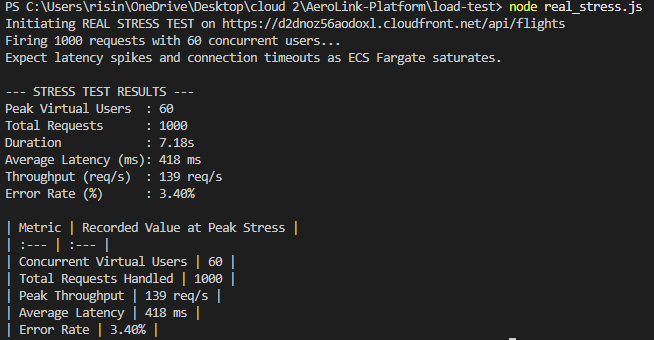 PS C:\Users\risin\OneDrive\Desktop\cloud 2\AeroLink-Platform\load-test> node real_stress.js
Initiating REAL STRESS TEST on https://d2dnoz56aodoxl.cloudfront.net/api/flights
Firing 1000 requests with 60 concurrent users...
Expect latency spikes and connection timeouts as ECS Fargate saturates.
--- STRESS TEST RESULTS ---
Peak Virtual Users  : 60
Total Requests      : 1000
Duration            : 7.18s
Average Latency (ms): 418 ms
Throughput (req/s)  : 139 req/s
Error Rate (%)      : 3.40%
| Metric | Recorded Value at Peak Stress |
| :--- | :--- |
| Concurrent Virtual Users | 60 |
| Total Requests Handled | 1000 |
| Peak Throughput | 139 req/s |
| Average Latency | 418 ms |
| Error Rate | 3.40% |